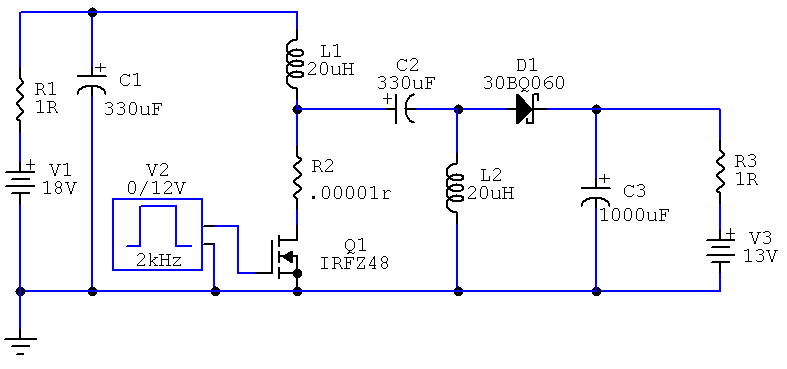 R1
1R
C1
330uF
V1
18V
L1
20uH
R2
.00001r
V2
0/12V
2kHz
Q1
IRFZ48
C2
330uF
D1
30BQ060
L2
20uH
C3
1000uF
R3
1R
V3
13V